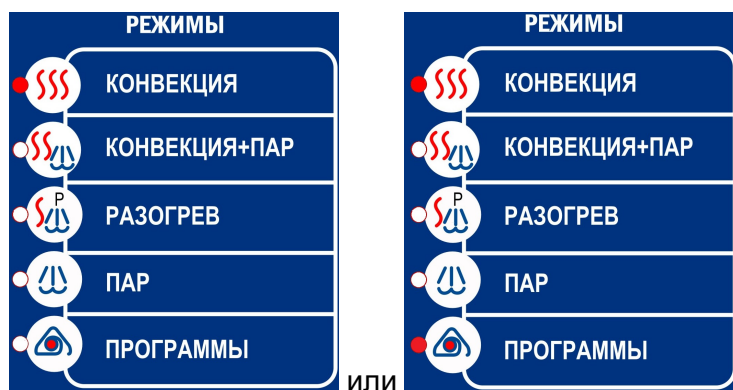 РЕЖИМЫ
КОНВЕКЦИЯ
КОНВЕКЦИЯ+ПАР
P
РАЗОГРЕВ
ПАР
ПРОГРАММЫ
или
РЕЖИМЫ
КОНВЕКЦИЯ
КОНВЕКЦИЯ+ПАР
P
РАЗОГРЕВ
ПАР
ПРОГРАММЫ